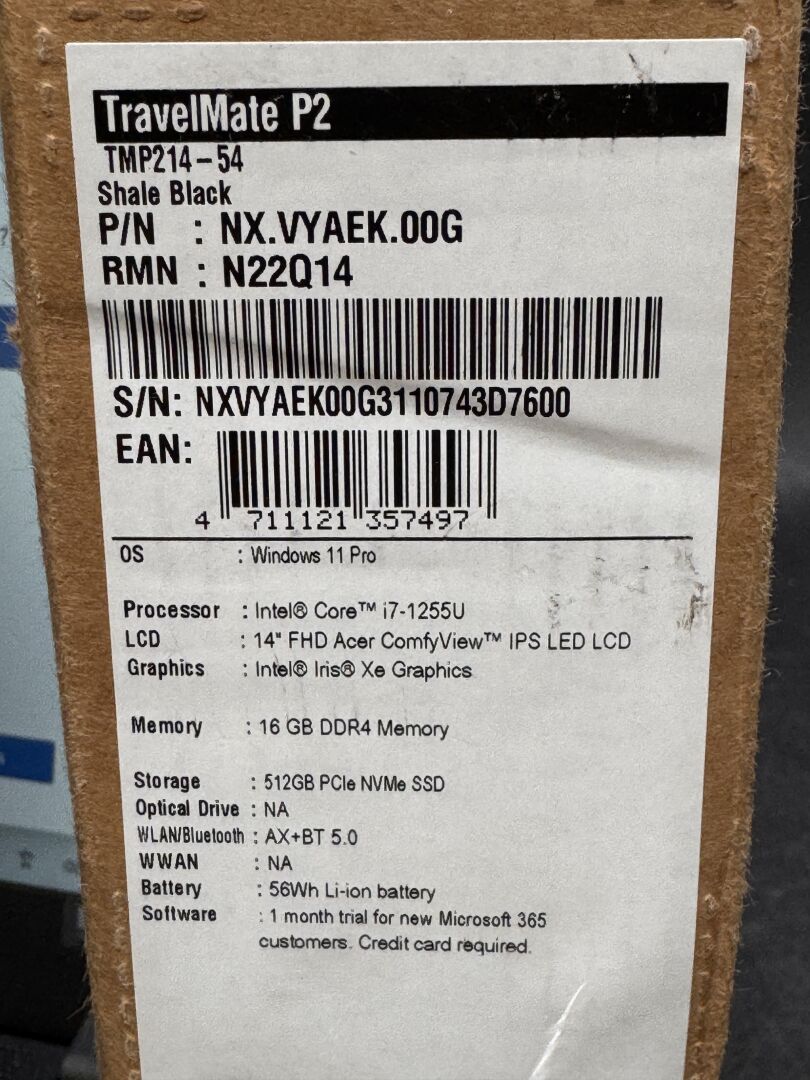 TravelMate P2
TMP214-54
Shale Black
P/N : NX.VYAEK.00G
RMN : N22Q14
S/N: NXVYAEK00G3110743D7600
EAN:
4 711121 357497
OS : Windows 11 Pro
Processor : Intel® Core™ i7-1255U
LCD : 14" FHD Acer ComfyView™ IPS LED LCD
Graphics : Intel® Iris® Xe Graphics
Memory : 16 GB DDR4 Memory
Storage : 512GB PCIe NVMe SSD
Optical Drive : NA
WLAN/Bluetooth : AX+BT 5.0
WWAN : NA
Battery : 56Wh Li-ion battery
Software : 1 month trial for new Microsoft 365
customers. Credit card required.